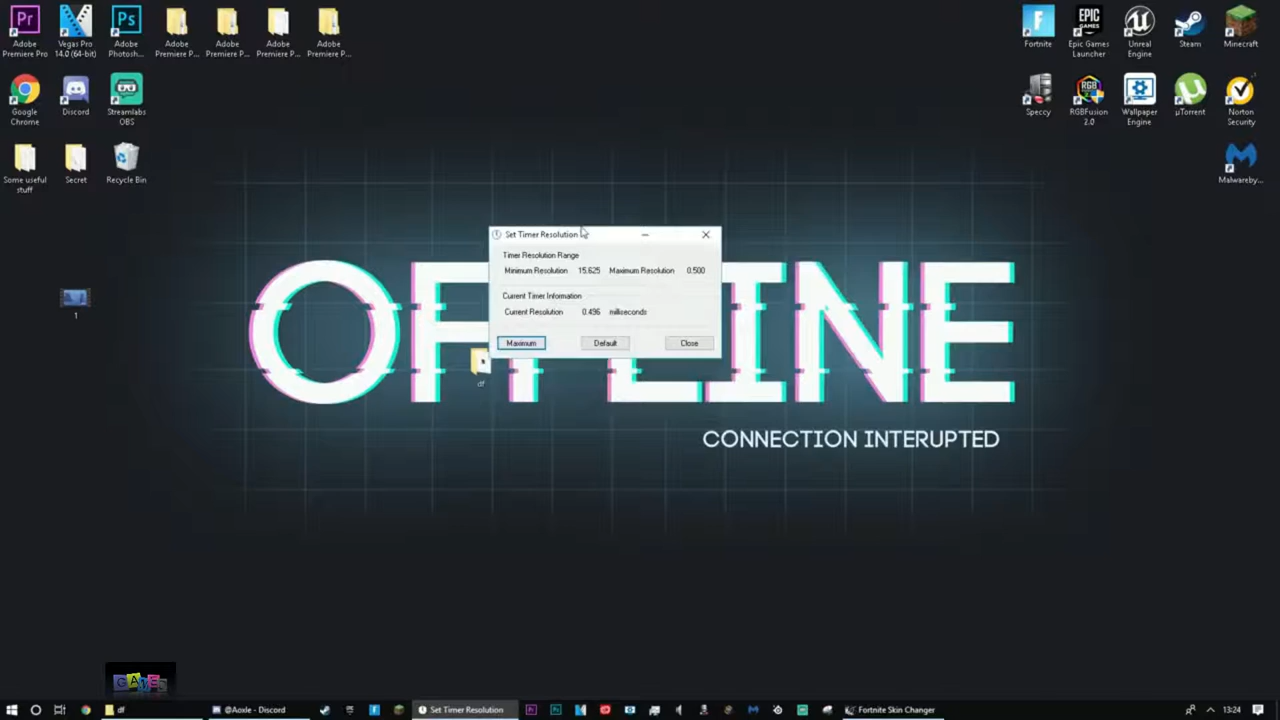 Adobe
Premiere Pro
Vegas Pro
14.0 (64-bit)
Adobe
Photosh...
Adobe
Premiere P...
Adobe
Premiere P...
Adobe
Premiere P...
Adobe
Premiere P...
Fortnite
Epic Games
Launcher
Unreal
Engine
Steam
Minecraft
Google
Chrome
Discord
Streamlabs
OBS
Speccy
RGBFusion
2.0
Wallpaper
Engine
µTorrent
Norton
Security
Some useful
stuff
Secret
Recycle Bin
Malwareby...
Set Timer Resolution
Timer Resolution Range
Minimum Resolution 15.625 Maximum Resolution 0.500
Current Timer Information
Current Resolution 0.496 milliseconds
Maximum Default Close
1
df
OFFLINE
CONNECTION INTERUPTED
GAMES
df
@Aoxle - Discord
Set Timer Resolution
Fortnite Skin Changer
13:24